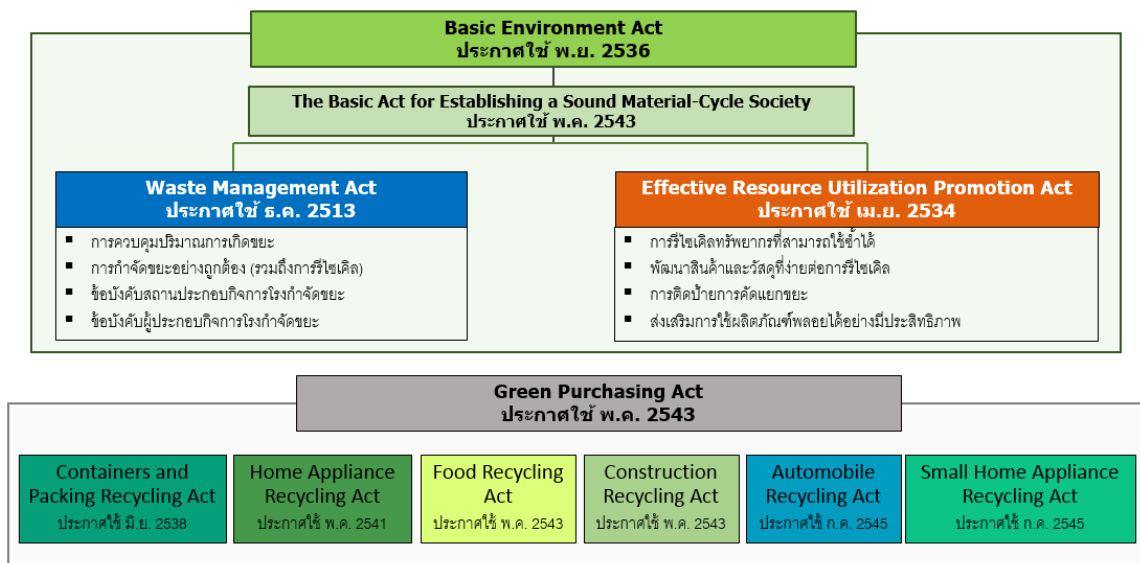 Basic Environment Act
ประกาศใช้ พ.ย. 2536
The Basic Act for Establishing a Sound Material-Cycle Society
ประกาศใช้ พ.ค. 2543
Waste Management Act
ประกาศใช้ ธ.ค. 2513
▪ การควบคุมปริมาณการเกิดขยะ
▪ การกำจัดขยะอย่างถูกต้อง (รวมถึงการรีไซเคิล)
▪ ข้อบังคับสถานประกอบกิจการโรงกำจัดขยะ
▪ ข้อบังคับผู้ประกอบกิจการโรงกำจัดขยะ
Effective Resource Utilization Promotion Act
ประกาศใช้ เม.ย. 2534
▪ การรีไซเคิลทรัพยากรที่สามารถใช้ซ้ำได้
▪ พัฒนาสินค้าและวัสดุที่ง่ายต่อการรีไซเคิล
▪ การติดป้ายการคัดแยกขยะ
▪ ส่งเสริมการใช้ผลิตภัณฑ์พลอยได้อย่างมีประสิทธิภาพ
Green Purchasing Act
ประกาศใช้ พ.ค. 2543
Containers and
Packing Recycling Act
ประกาศใช้ มิ.ย. 2538
Home Appliance
Recycling Act
ประกาศใช้ พ.ค. 2541
Food Recycling
Act
ประกาศใช้ พ.ค. 2543
Construction
Recycling Act
ประกาศใช้ พ.ค. 2543
Automobile
Recycling Act
ประกาศใช้ ก.ค. 2545
Small Home Appliance
Recycling Act
ประกาศใช้ ก.ค. 2545